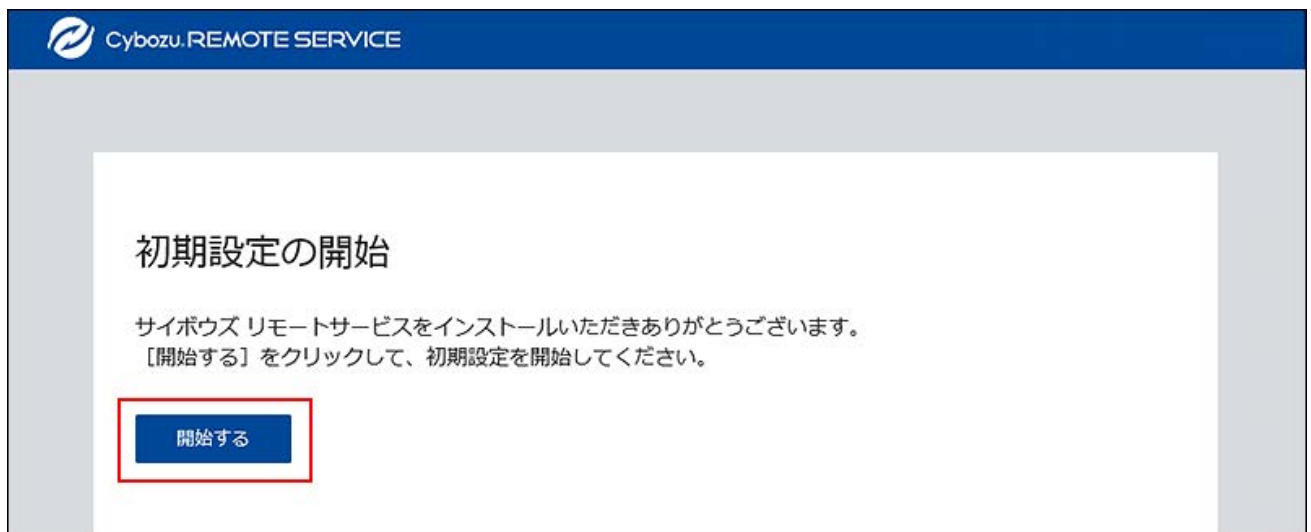 Cybozu.REMOTE SERVICE
初期設定の開始
サイボウズ リモートサービスをインストールいただきありがとうございます。
［開始する］をクリックして、初期設定を開始してください。
開始する